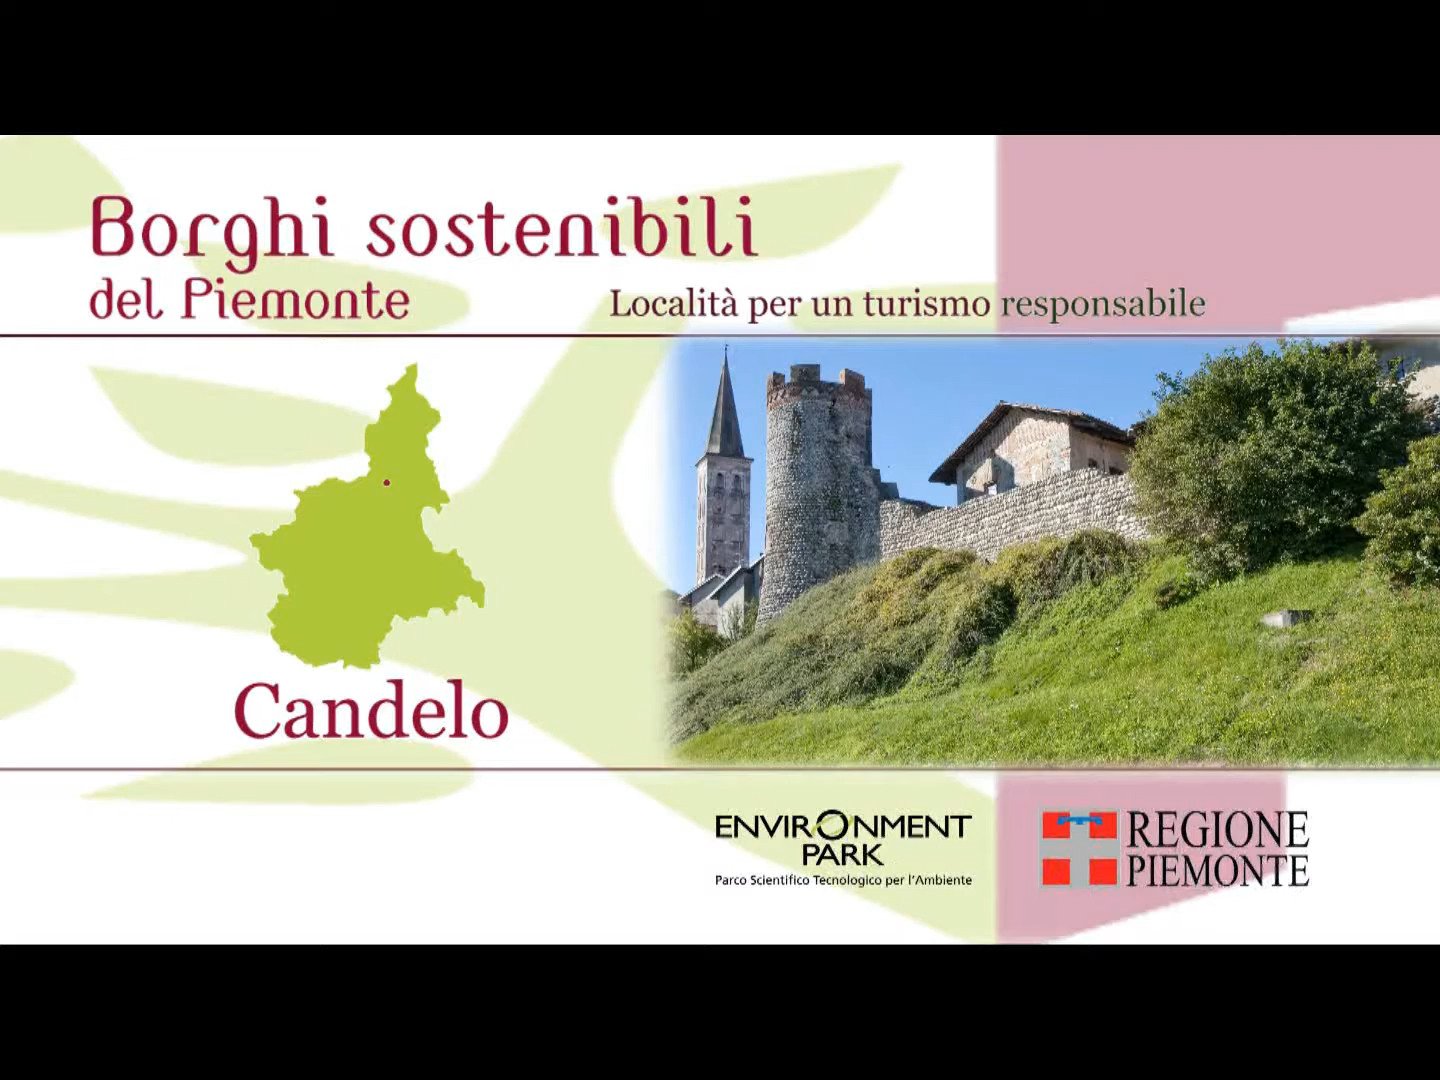 Borghi sostenibili
del Piemonte
Località per un turismo responsabile
Candelo
ENVIRONMENT
PARK
Parco Scientifico Tecnologico per l'Ambiente
REGIONE
PIEMONTE